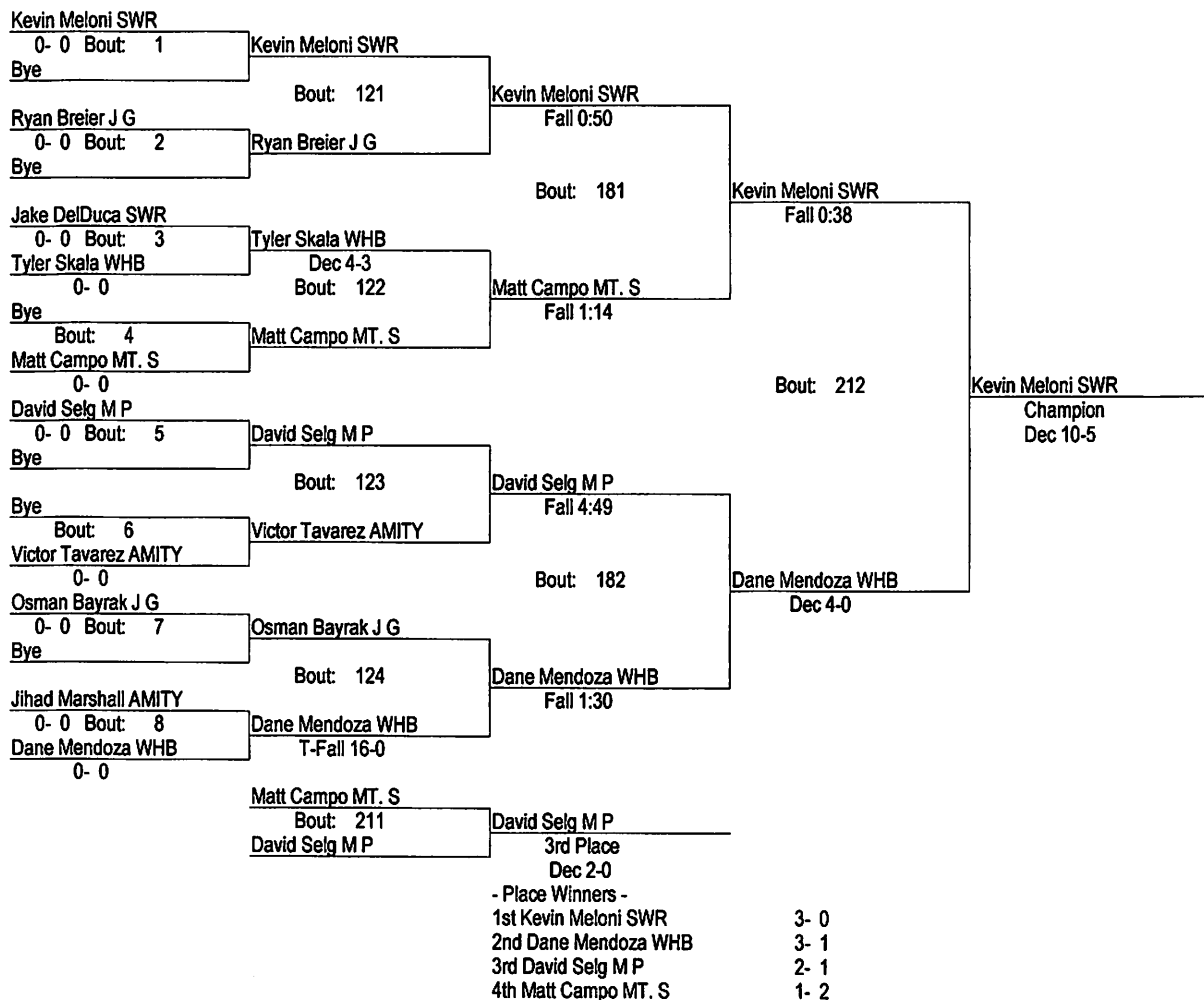 Kevin Meloni SWR
0- 0 Bout: 1
Bye
Kevin Meloni SWR
Bout: 121
Ryan Breier J G
0- 0 Bout: 2
Bye
Ryan Breier J G
Kevin Meloni SWR
Fall 0:50
Bout: 181
Jake DelDuca SWR
0- 0 Bout: 3
Tyler Skala WHB
0- 0
Tyler Skala WHB
Dec 4-3
Bout: 122
Bye
Bout: 4
Matt Campo MT. S
0- 0
Matt Campo MT. S
Matt Campo MT. S
Fall 1:14
Kevin Meloni SWR
Fall 0:38
Bout: 212
David Selg M P
0- 0 Bout: 5
Bye
David Selg M P
Bout: 123
Bye
Bout: 6
Victor Tavarez AMITY
0- 0
Victor Tavarez AMITY
David Selg M P
Fall 4:49
Bout: 182
Osman Bayrak J G
0- 0 Bout: 7
Bye
Osman Bayrak J G
Bout: 124
Jihad Marshall AMITY
0- 0 Bout: 8
Dane Mendoza WHB
0- 0
Dane Mendoza WHB
T-Fall 16-0
Dane Mendoza WHB
Fall 1:30
Dane Mendoza WHB
Dec 4-0
Kevin Meloni SWR
Champion
Dec 10-5
Matt Campo MT. S
Bout: 211
David Selg M P
David Selg M P
3rd Place
Dec 2-0
- Place Winners -
1st Kevin Meloni SWR 3- 0
2nd Dane Mendoza WHB 3- 1
3rd David Selg M P 2- 1
4th Matt Campo MT. S 1- 2